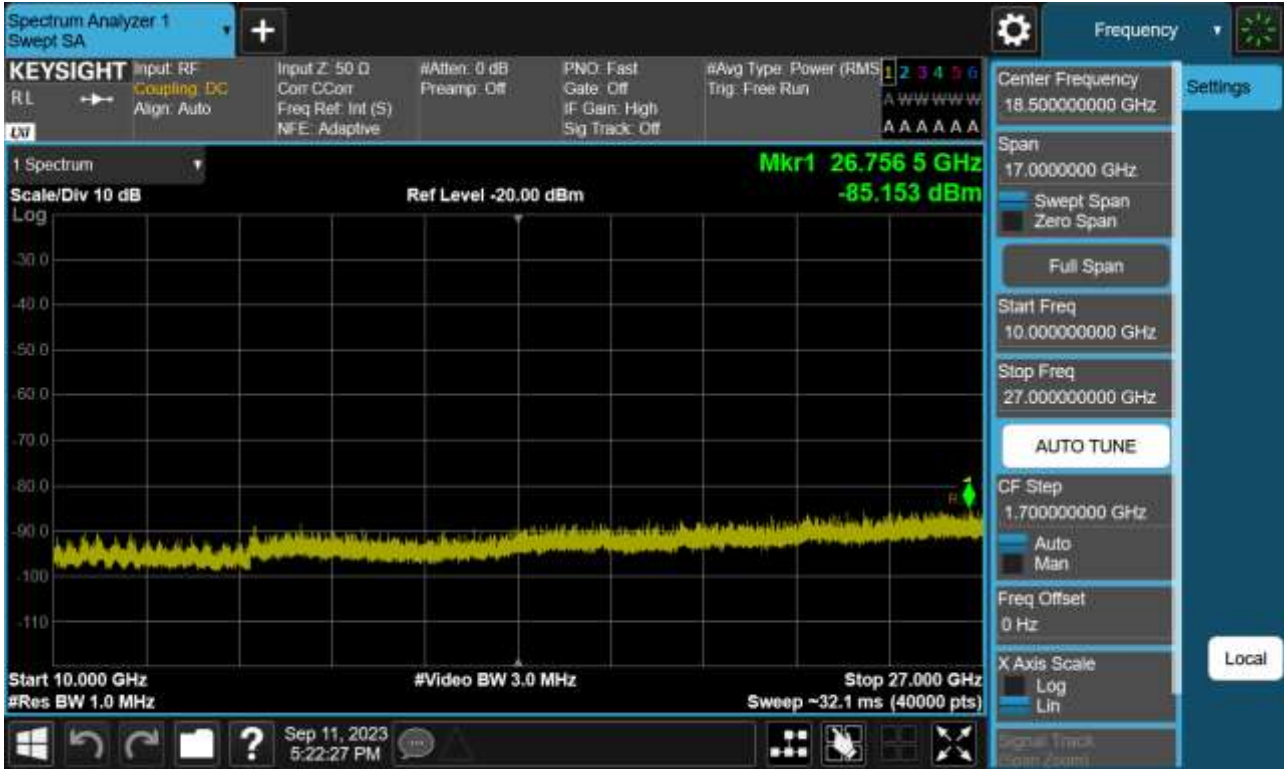 Spectrum Analyzer 1
Swept SA
+
Frequency
KEYSIGHT
RL
LXI
Input: RF
Coupling: DC
Align: Auto
Input Z: 50 Ω
Corr CCorr
Freq Ref: Int (S)
NFE: Adaptive
#Atten: 0 dB
Preamp: Off
PNO: Fast
Gate: Off
IF Gain: High
Sig Track: Off
#Avg Type: Power (RMS
Trig: Free Run
1 2 3 4 5 6
A W W W W W
A A A A A A
1 Spectrum
Scale/Div 10 dB
Ref Level -20.00 dBm
Mkr1 26.756 5 GHz
-85.153 dBm
Log
-30.0
-40.0
-50.0
-60.0
-70.0
-80.0
-90.0
-100
-110
R
1
Start 10.000 GHz
#Video BW 3.0 MHz
Stop 27.000 GHz
#Res BW 1.0 MHz
Sweep ~32.1 ms (40000 pts)
?
Sep 11, 2023
5:22:27 PM
Center Frequency
18.500000000 GHz
Span
17.0000000 GHz
Swept Span
Zero Span
Full Span
Start Freq
10.000000000 GHz
Stop Freq
27.000000000 GHz
AUTO TUNE
CF Step
1.700000000 GHz
Auto
Man
Freq Offset
0 Hz
X Axis Scale
Log
Lin
Signal Track
(Span Zoom)
Settings
Local